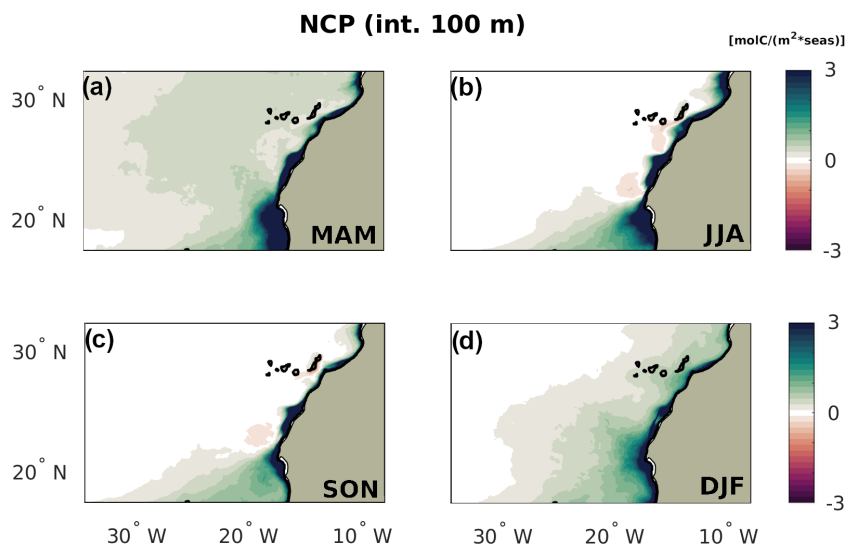 NCP (int. 100 m)
[molC/(m²*seas)]
(a)
(b)
30° N
20° N
MAM
JJA
3
0
-3
(c)
(d)
30° N
20° N
SON
DJF
3
0
-3
30° W 20° W 10° W
30° W 20° W 10° W